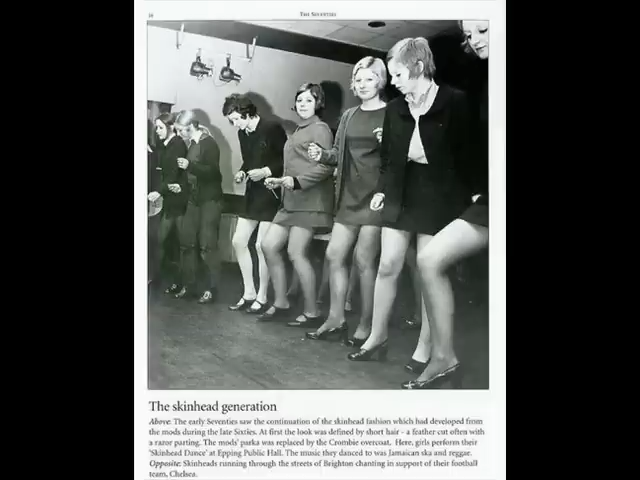 THE SEVENTIES
The skinhead generation
Above: The early Seventies saw the continuation of the skinhead fashion which had developed from
the mods during the late Sixties. At first the look was defined by short hair - a feather cut often with
a razor parting. The mods' parka was replaced by the Crombie overcoat. Here, girls perform their
'Skinhead Dance' at Epping Public Hall. The music they danced to was Jamaican ska and reggae.
Opposite: Skinheads running through the streets of Brighton chanting in support of their football
team, Chelsea.